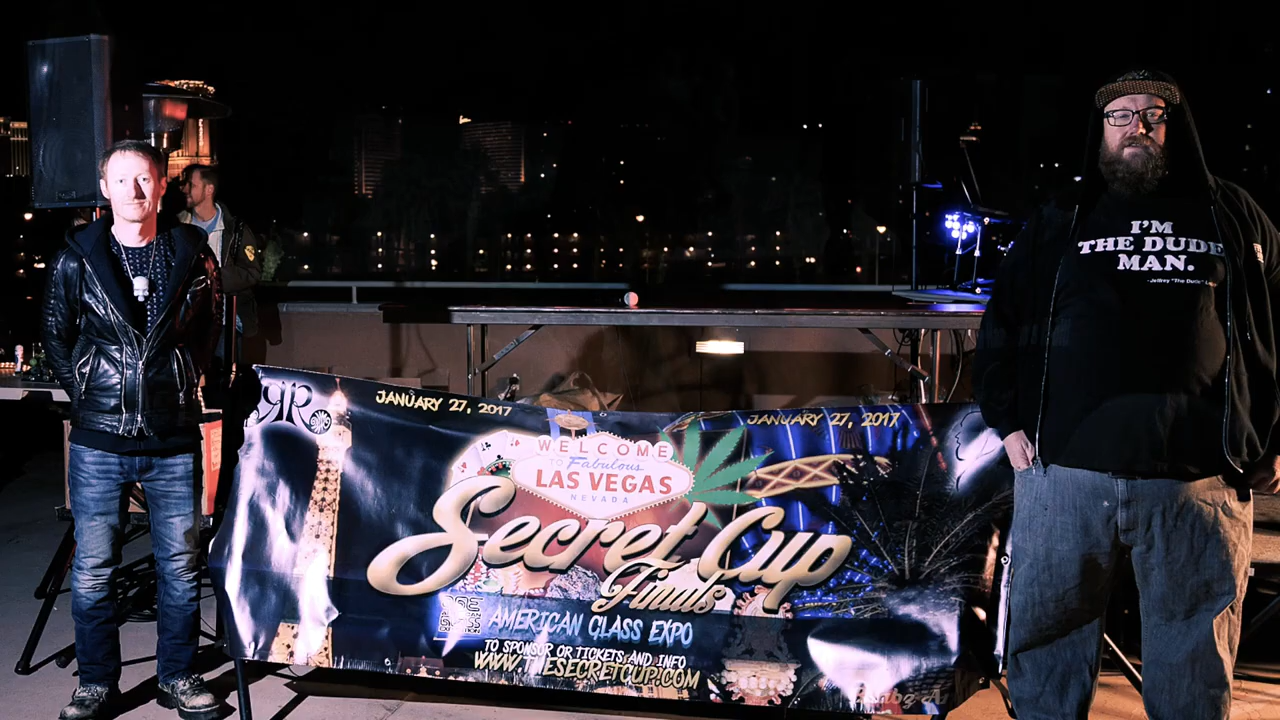 I'M
THE DUDE
MAN.
JANUARY 27, 2017
JANUARY 27, 2017
WELCOME
TO Fabulous
LAS VEGAS
NEVADA
Secret Cup
Finals
AMERICAN GLASS EXPO
TO SPONSOR OR TICKETS AND INFO
WWW.THESECRETCUP.COM